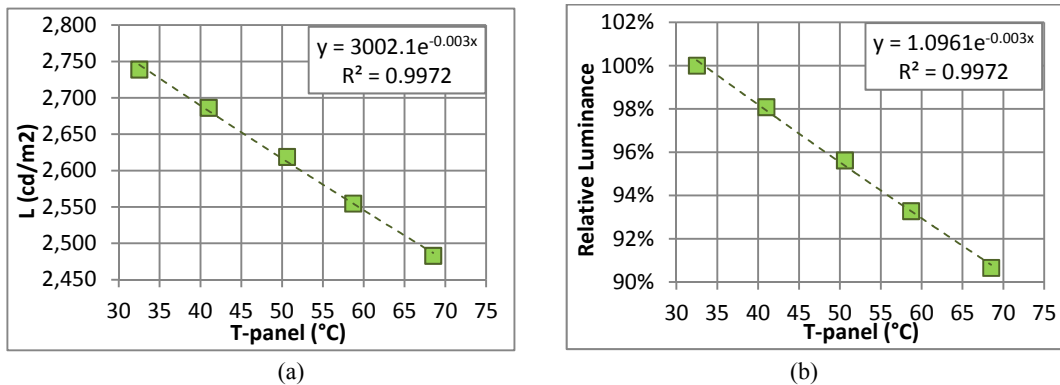 2,800
2,750
2,700
2,650
2,600
2,550
2,500
2,450
L (cd/m2)
y = 3002.1e-0.003x
R² = 0.9972
30 35 40 45 50 55 60 65 70 75
T-panel (°C)
(a)
102%
100%
98%
96%
94%
92%
90%
Relative Luminance
y = 1.0961e-0.003x
R² = 0.9972
30 35 40 45 50 55 60 65 70 75
T-panel (°C)
(b)